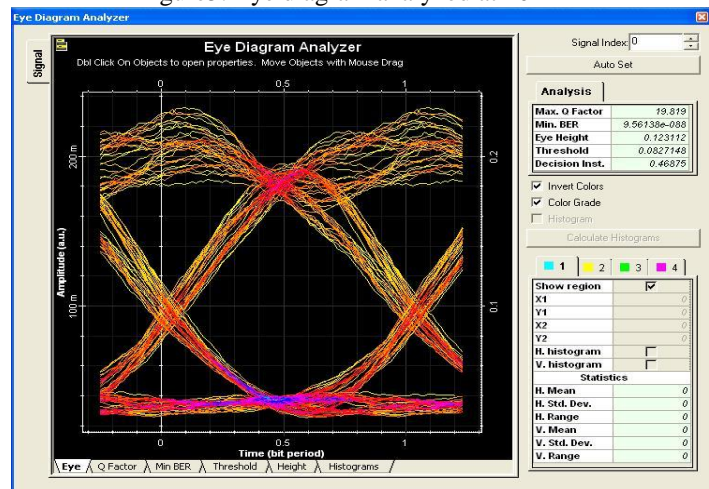 Eye Diagram Analyzer
Signal
Eye Diagram Analyzer
Dbl Click On Objects to open properties. Move Objects with Mouse Drag
0 0.5 1
Amplitude (a.u.)
200 m
100 m
0.2
0.1
0 0.5 1
Time (bit period)
Eye Q Factor Min BER Threshold Height Histograms
Signal Index: 0
Auto Set
Analysis
Max. Q Factor 19.819
Min. BER 9.56138e-088
Eye Height 0.123112
Threshold 0.0827148
Decision Inst. 0.46875
Invert Colors
Color Grade
Histogram
Calculate Histograms
1 2 3 4
Show region
X1 0
Y1 0
X2 0
Y2 0
H. histogram
V. histogram
Statistics
H. Mean 0
H. Std. Dev. 0
H. Range 0
V. Mean 0
V. Std. Dev. 0
V. Range 0